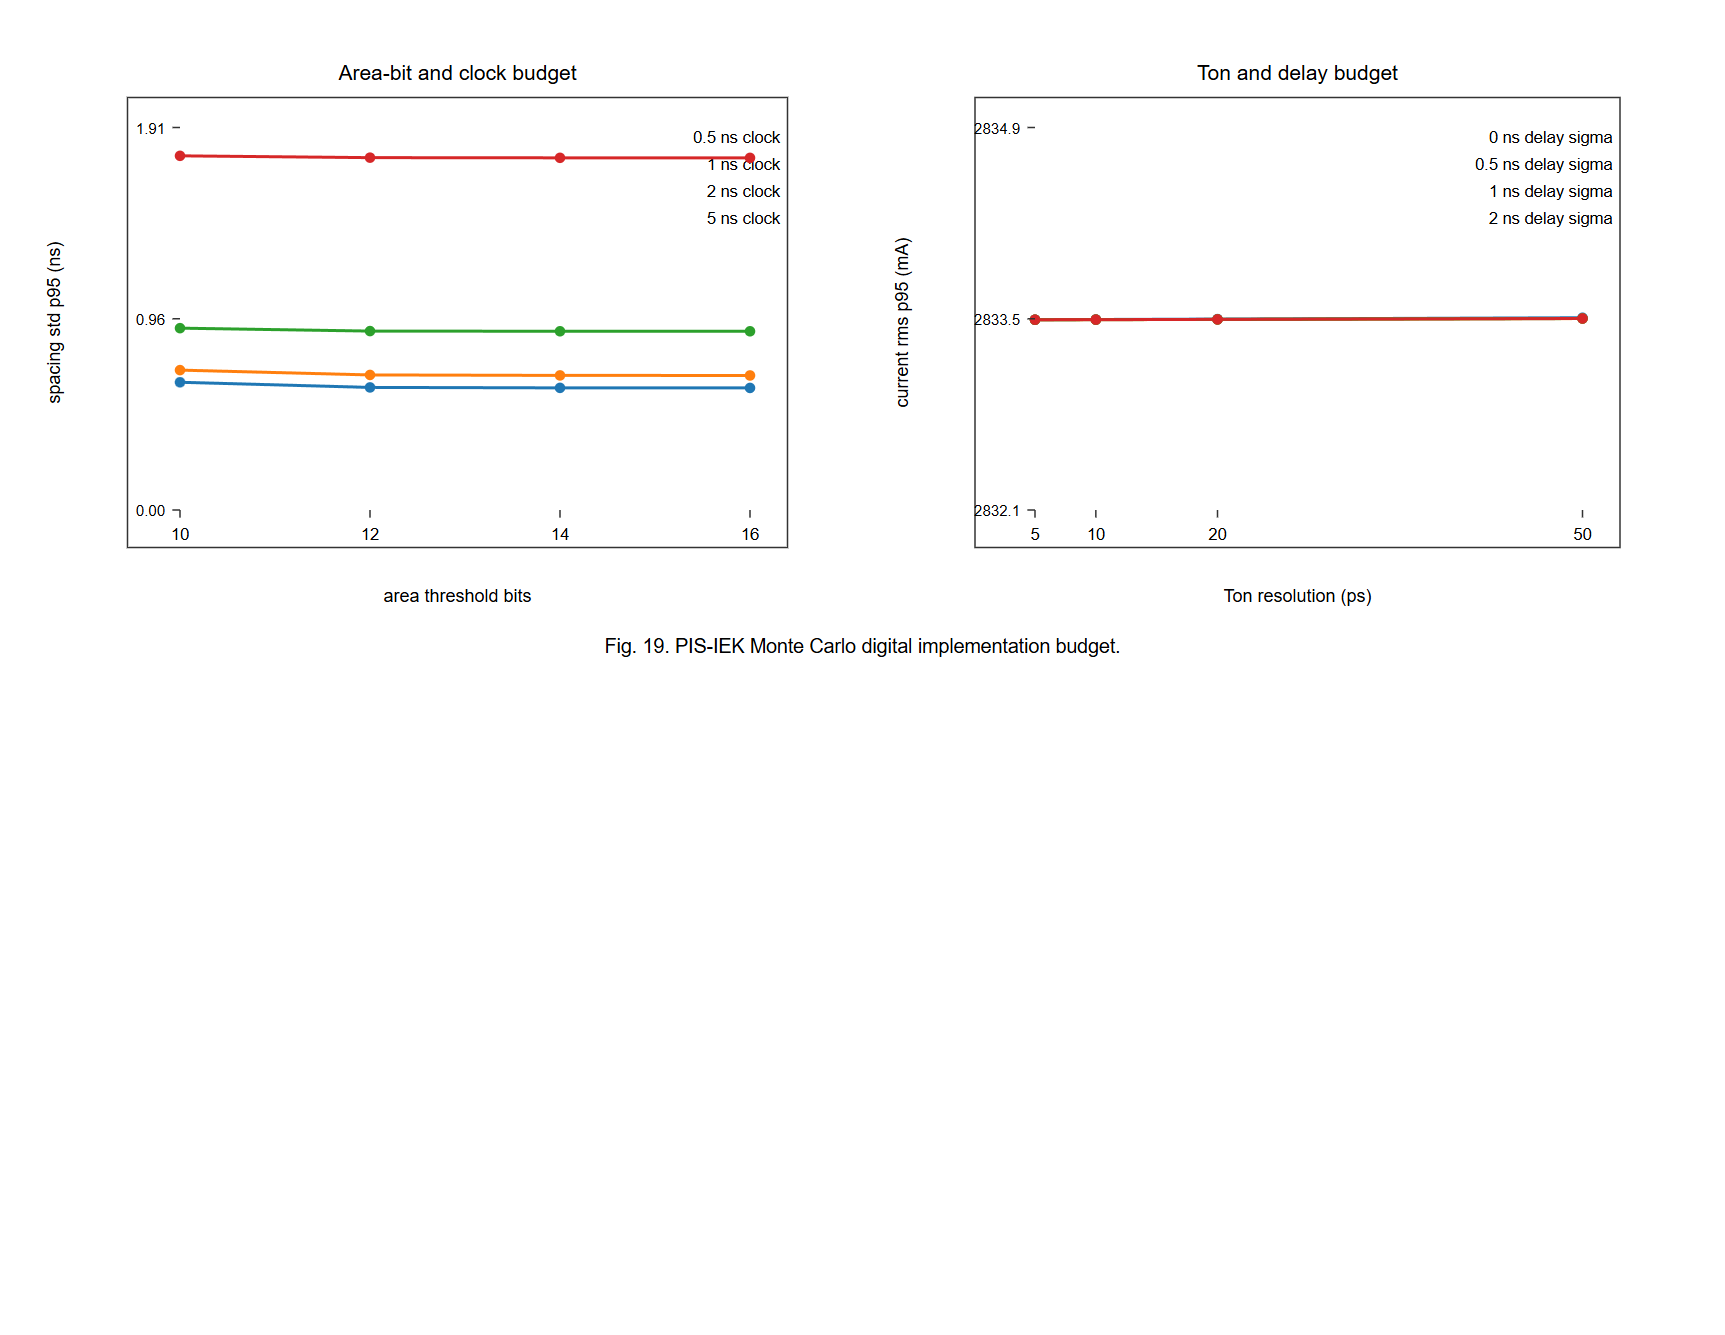 Area-bit and clock budget
1.91
0.96
0.00
10 12 14 16
0.5 ns clock
1 ns clock
2 ns clock
5 ns clock
spacing std p95 (ns)
area threshold bits
Ton and delay budget
2834.9
2833.5
2832.1
5 10 20 50
0 ns delay sigma
0.5 ns delay sigma
1 ns delay sigma
2 ns delay sigma
current rms p95 (mA)
Ton resolution (ps)
Fig. 19. PIS-IEK Monte Carlo digital implementation budget.